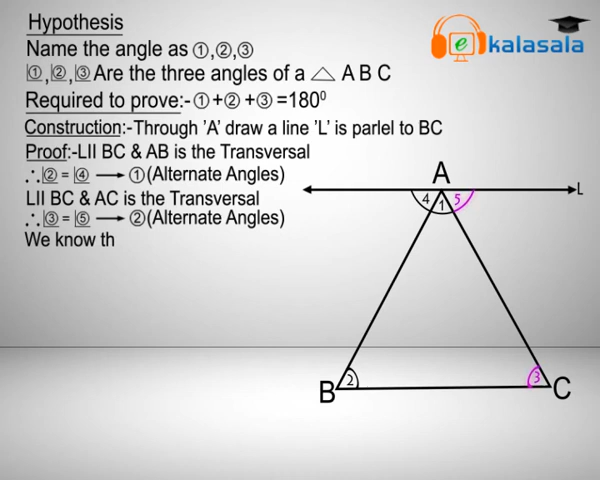 Hypothesis
Name the angle as ①,②,③
∟①,∟②,∟③ Are the three angles of a △ A B C
Required to prove:-①+②+③=180⁰
Construction:-Through 'A' draw a line 'L' is parlel to BC
Proof:-LII BC & AB is the Transversal
∴∟② = ∟④ ⟶ ①(Alternate Angles)
LII BC & AC is the Transversal
∴∟③ = ∟⑤ ⟶ ②(Alternate Angles)
We know th
e kalasala
A
L
4 1 5
B 2 3 C